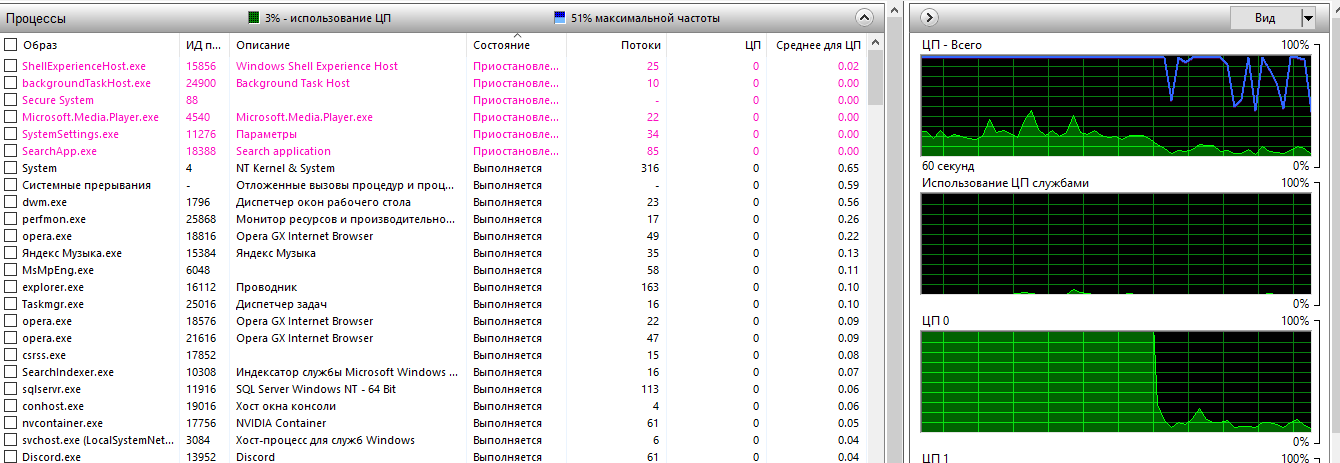 Процессы 3% - использование ЦП 51% максимальной частоты
Образ ИД п... Описание Состояние Потоки ЦП Среднее для ЦП
ShellExperienceHost.exe 15856 Windows Shell Experience Host Приостановле... 25 0 0.02
backgroundTaskHost.exe 24900 Background Task Host Приостановле... 10 0 0.00
Secure System 88 Приостановле... - 0 0.00
Microsoft.Media.Player.exe 4540 Microsoft.Media.Player.exe Приостановле... 22 0 0.00
SystemSettings.exe 11276 Параметры Приостановле... 34 0 0.00
SearchApp.exe 18388 Search application Приостановле... 85 0 0.00
System 4 NT Kernel & System Выполняется 316 0 0.65
Системные прерывания - Отложенные вызовы процедур и проц... Выполняется - 0 0.59
dwm.exe 1796 Диспетчер окон рабочего стола Выполняется 23 0 0.56
perfmon.exe 25868 Монитор ресурсов и производительно... Выполняется 17 0 0.26
opera.exe 18816 Opera GX Internet Browser Выполняется 49 0 0.22
Яндекс Музыка.exe 15384 Яндекс Музыка Выполняется 35 0 0.13
MsMpEng.exe 6048 Выполняется 58 0 0.11
explorer.exe 16112 Проводник Выполняется 163 0 0.10
Taskmgr.exe 25016 Диспетчер задач Выполняется 16 0 0.10
opera.exe 18576 Opera GX Internet Browser Выполняется 22 0 0.09
opera.exe 21616 Opera GX Internet Browser Выполняется 47 0 0.09
csrss.exe 17852 Выполняется 15 0 0.08
SearchIndexer.exe 10308 Индексатор службы Microsoft Windows ... Выполняется 16 0 0.07
sqlservr.exe 11916 SQL Server Windows NT - 64 Bit Выполняется 113 0 0.06
conhost.exe 19016 Хост окна консоли Выполняется 4 0 0.06
nvcontainer.exe 17756 NVIDIA Container Выполняется 61 0 0.05
svchost.exe (LocalSystemNet... 3084 Хост-процесс для служб Windows Выполняется 6 0 0.04
Discord.exe 13952 Discord Выполняется 61 0 0.04
Вид
ЦП - Всего 100%
60 секунд 0%
Использование ЦП службами 100%
0%
ЦП 0 100%
0%
ЦП 1 100%